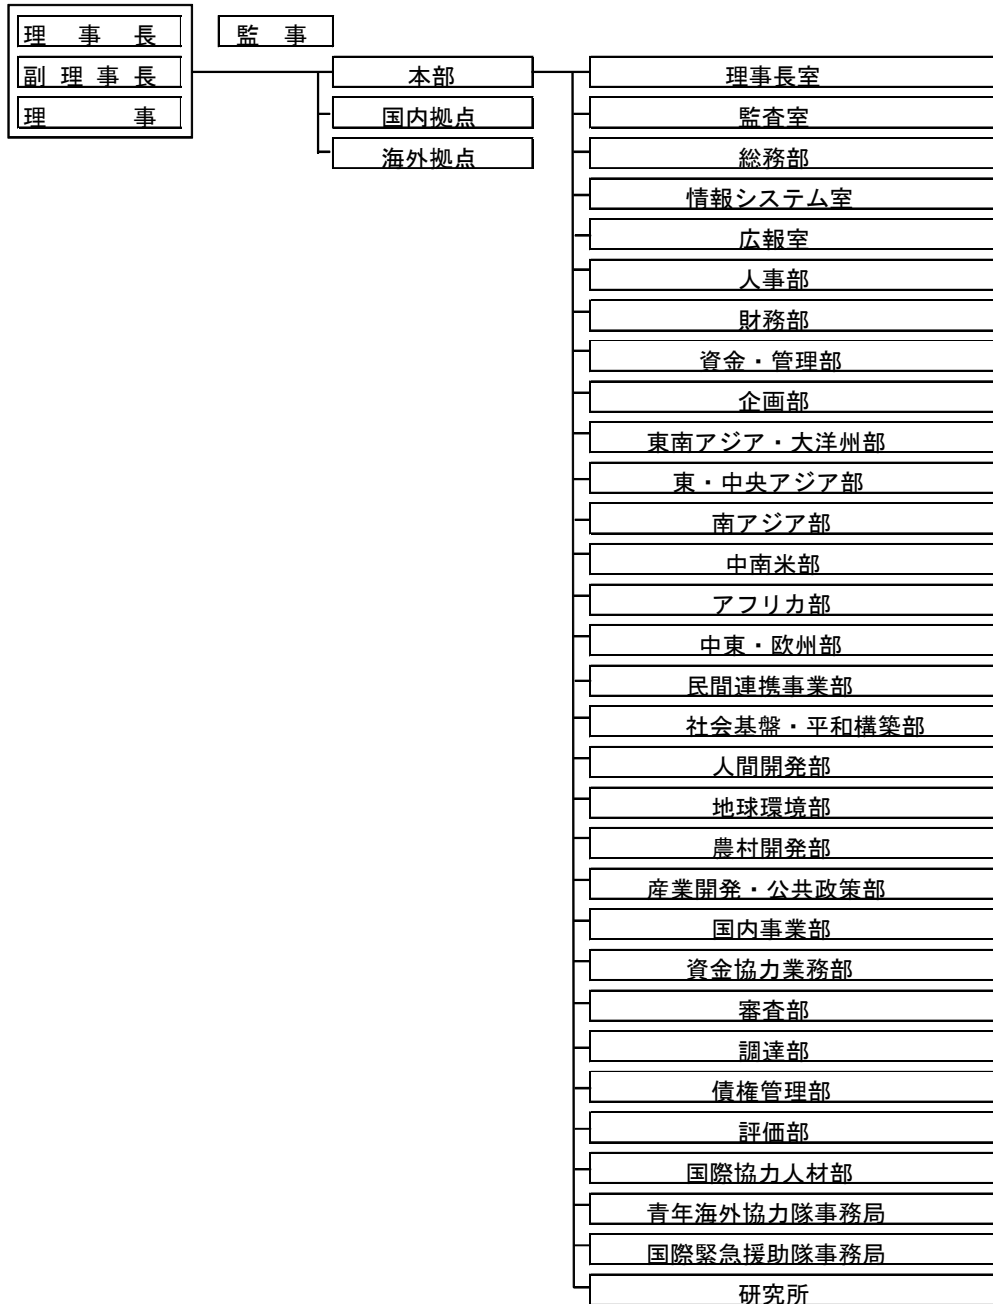 理事長
監事
副理事長
理事
本部
国内拠点
海外拠点
理事長室
監査室
総務部
情報システム室
広報室
人事部
財務部
資金・管理部
企画部
東南アジア・大洋州部
東・中央アジア部
南アジア部
中南米部
アフリカ部
中東・欧州部
民間連携事業部
社会基盤・平和構築部
人間開発部
地球環境部
農村開発部
産業開発・公共政策部
国内事業部
資金協力業務部
審査部
調達部
債権管理部
評価部
国際協力人材部
青年海外協力隊事務局
国際緊急援助隊事務局
研究所